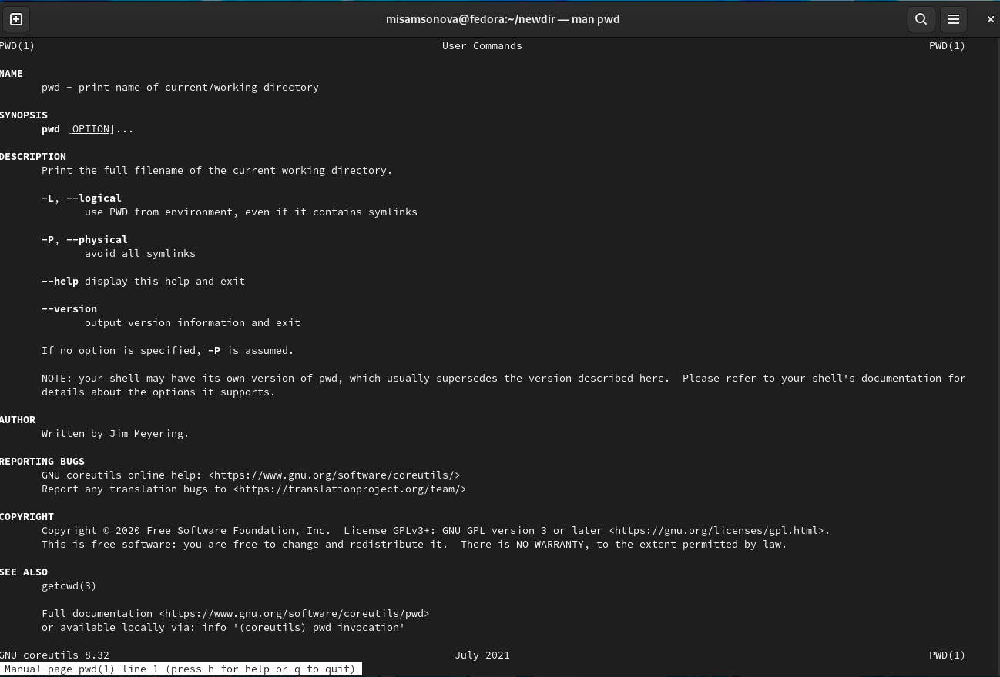 misamsonova@fedora:~/newdir — man pwd
PWD(1) User Commands PWD(1)
NAME
pwd - print name of current/working directory
SYNOPSIS
pwd [OPTION]...
DESCRIPTION
Print the full filename of the current working directory.
-L, --logical
use PWD from environment, even if it contains symlinks
-P, --physical
avoid all symlinks
--help display this help and exit
--version
output version information and exit
If no option is specified, -P is assumed.
NOTE: your shell may have its own version of pwd, which usually supersedes the version described here.  Please refer to your shell's documentation for
details about the options it supports.
AUTHOR
Written by Jim Meyering.
REPORTING BUGS
GNU coreutils online help: <https://www.gnu.org/software/coreutils/>
Report any translation bugs to <https://translationproject.org/team/>
COPYRIGHT
Copyright © 2020 Free Software Foundation, Inc.  License GPLv3+: GNU GPL version 3 or later <https://gnu.org/licenses/gpl.html>.
This is free software: you are free to change and redistribute it.  There is NO WARRANTY, to the extent permitted by law.
SEE ALSO
getcwd(3)
Full documentation <https://www.gnu.org/software/coreutils/pwd>
or available locally via: info '(coreutils) pwd invocation'
GNU coreutils 8.32 July 2021 PWD(1)
Manual page pwd(1) line 1 (press h for help or q to quit)